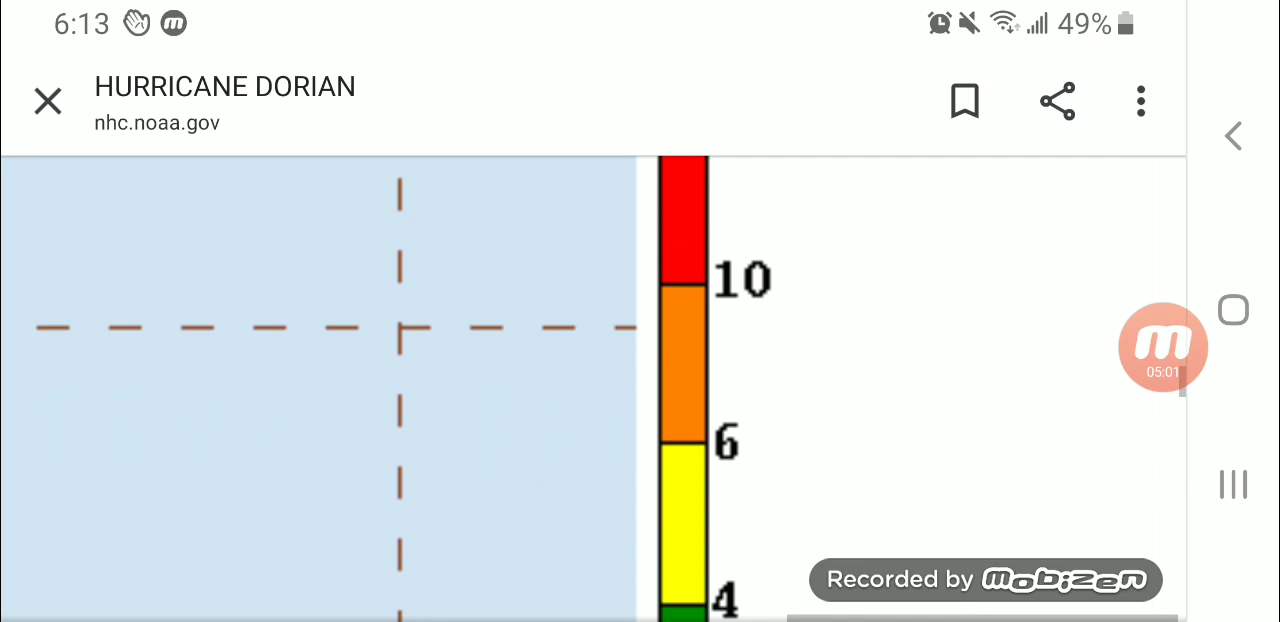 6:13 49%
HURRICANE DORIAN
nhc.noaa.gov
10
6
4
m
05:01
Recorded by mobizen